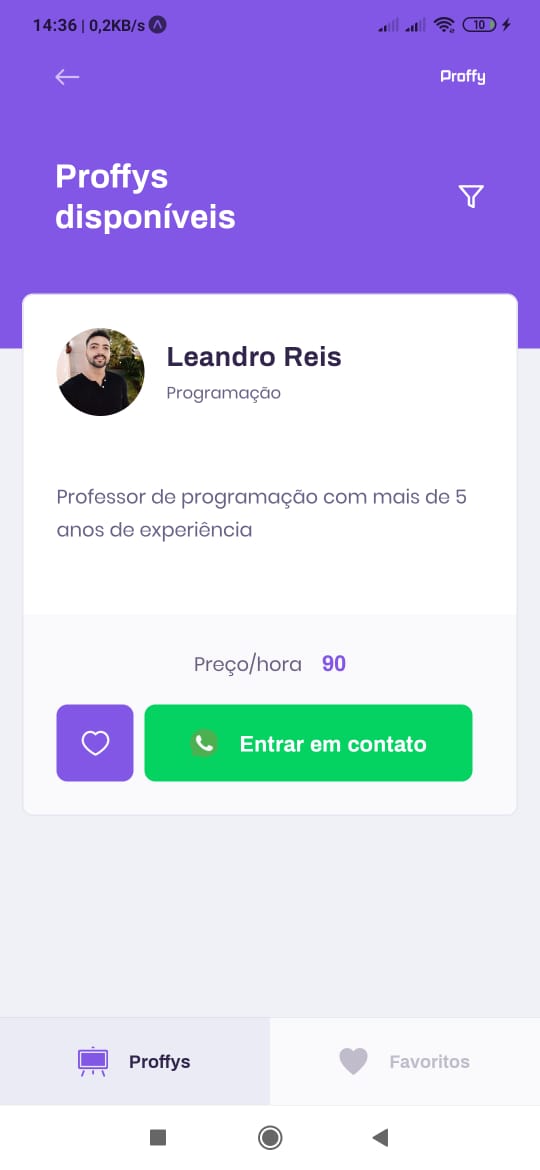 14:36 | 0,2KB/s
10
Proffy
Proffys
disponíveis
Leandro Reis
Programação
Professor de programação com mais de 5
anos de experiência
Preço/hora 90
Entrar em contato
Proffys
Favoritos